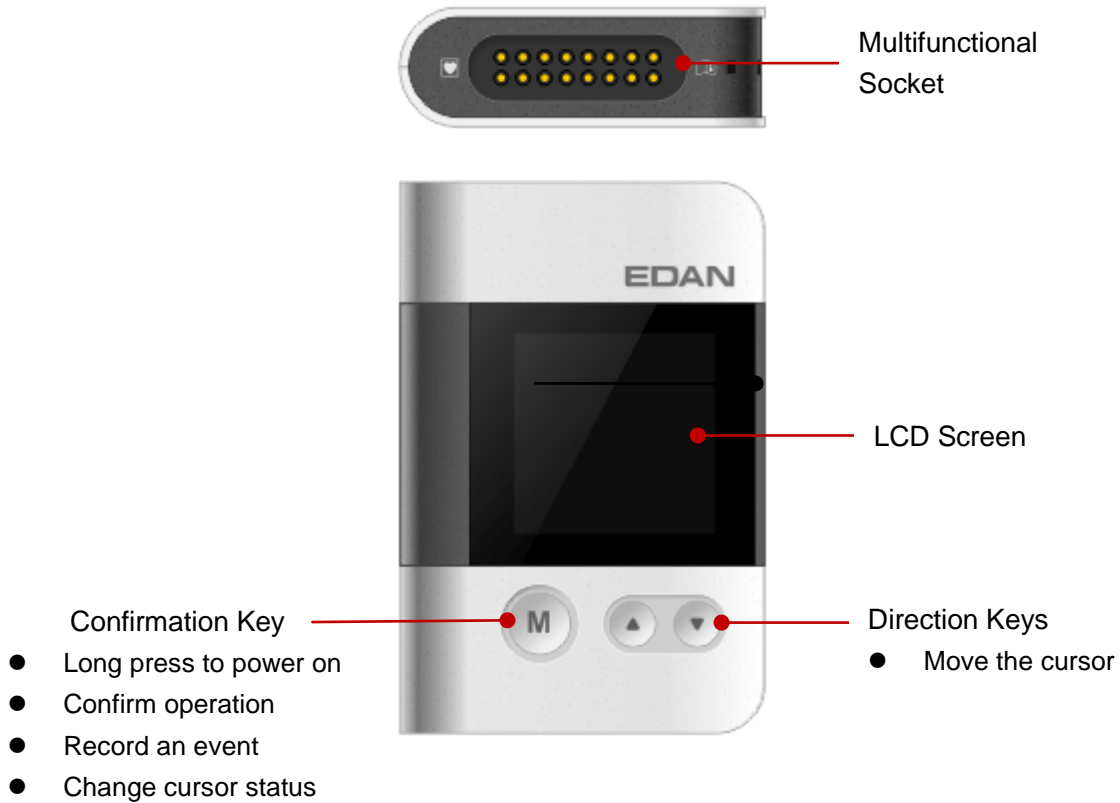 Multifunctional
Socket
EDAN
LCD Screen
M
Confirmation Key
● Long press to power on
● Confirm operation
● Record an event
● Change cursor status
Direction Keys
● Move the cursor